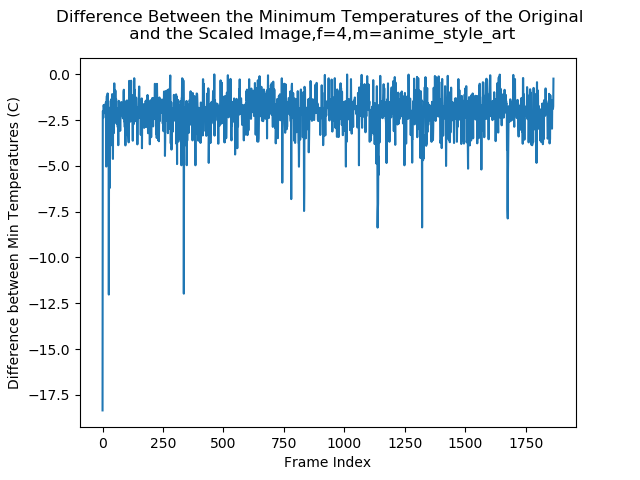 Difference Between the Minimum Temperatures of the Original
and the Scaled Image,f=4,m=anime_style_art
Difference between Min Temperatures (C)
0.0
−2.5
−5.0
−7.5
−10.0
−12.5
−15.0
−17.5
0 250 500 750 1000 1250 1500 1750
Frame Index